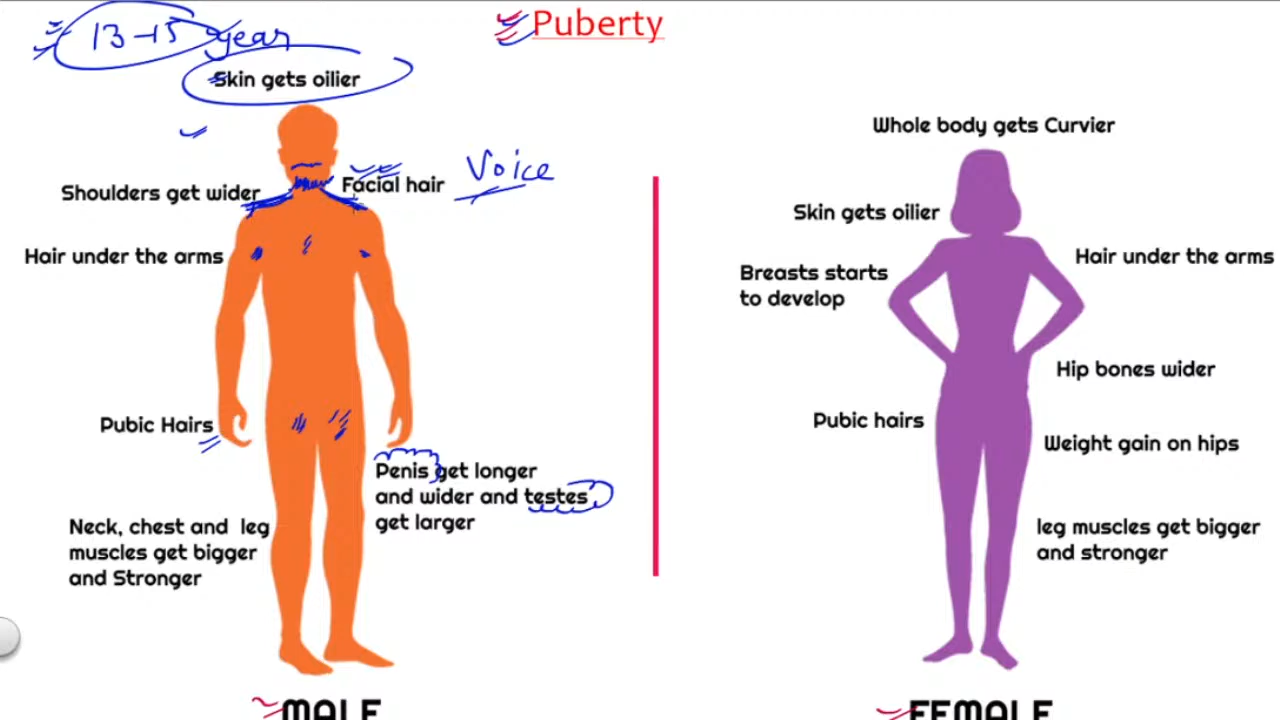 Puberty
13-15 year
Skin gets oilier
Shoulders get wider
Facial hair
Voice
Hair under the arms
Pubic Hairs
Penis get longer
and wider and testes
get larger
Neck, chest and leg
muscles get bigger
and Stronger
MALE
Whole body gets Curvier
Skin gets oilier
Hair under the arms
Breasts starts
to develop
Hip bones wider
Pubic hairs
Weight gain on hips
leg muscles get bigger
and stronger
FEMALE